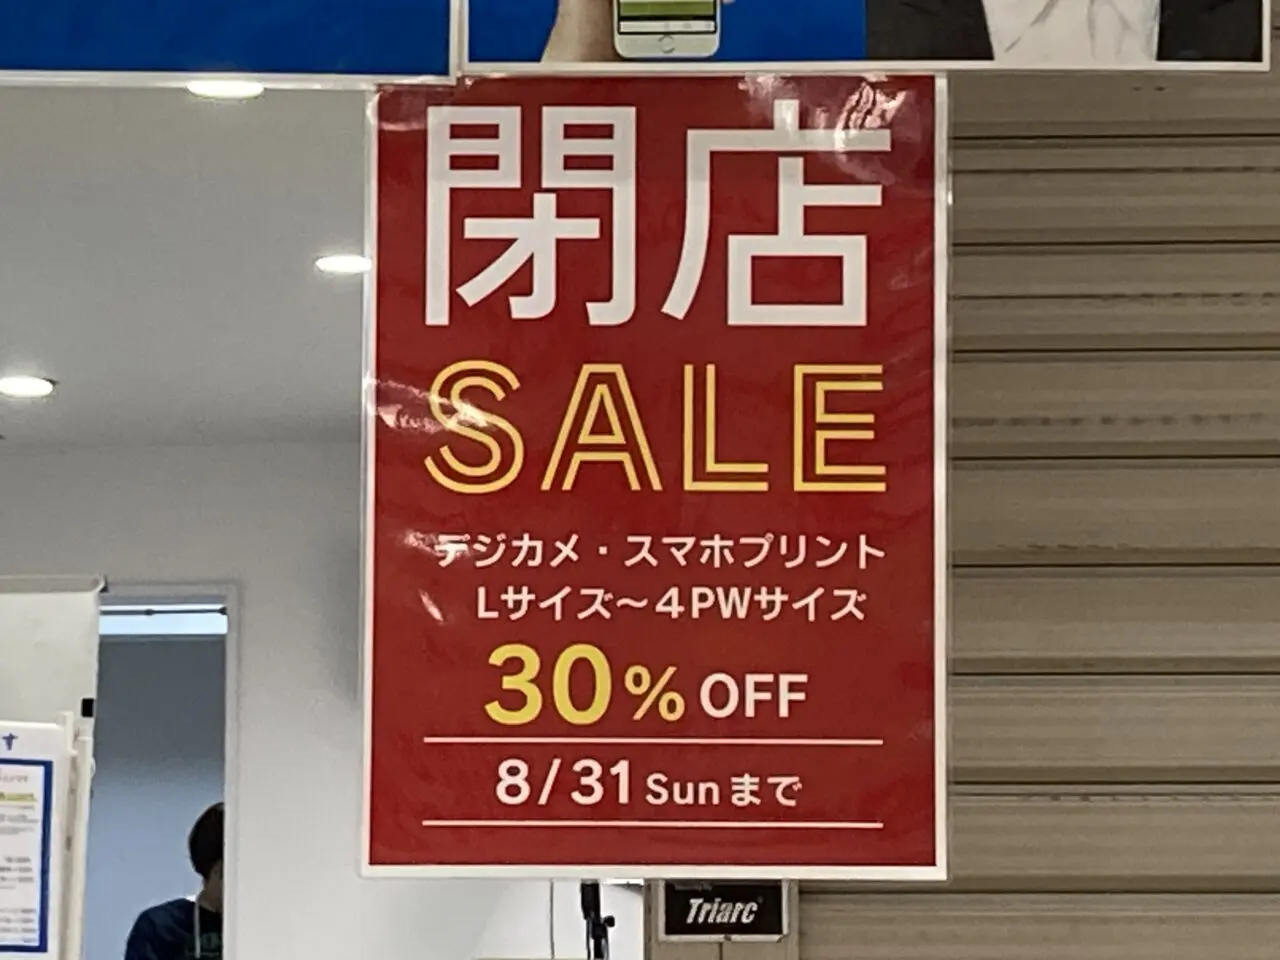 閉店
SALE
デジカメ・スマホプリント
Lサイズ～4PWサイズ
30%OFF
8/31 Sunまで
Triarc